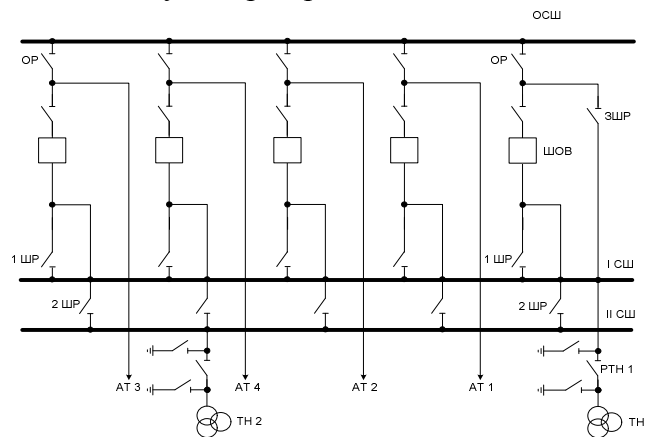 ОСШ
ОР
ОР
ЗШР
ШОВ
1 ШР
1 ШР
I СШ
2 ШР
2 ШР
II СШ
РТН 1
АТ 3
АТ 4
АТ 2
АТ 1
ТН 2
ТН